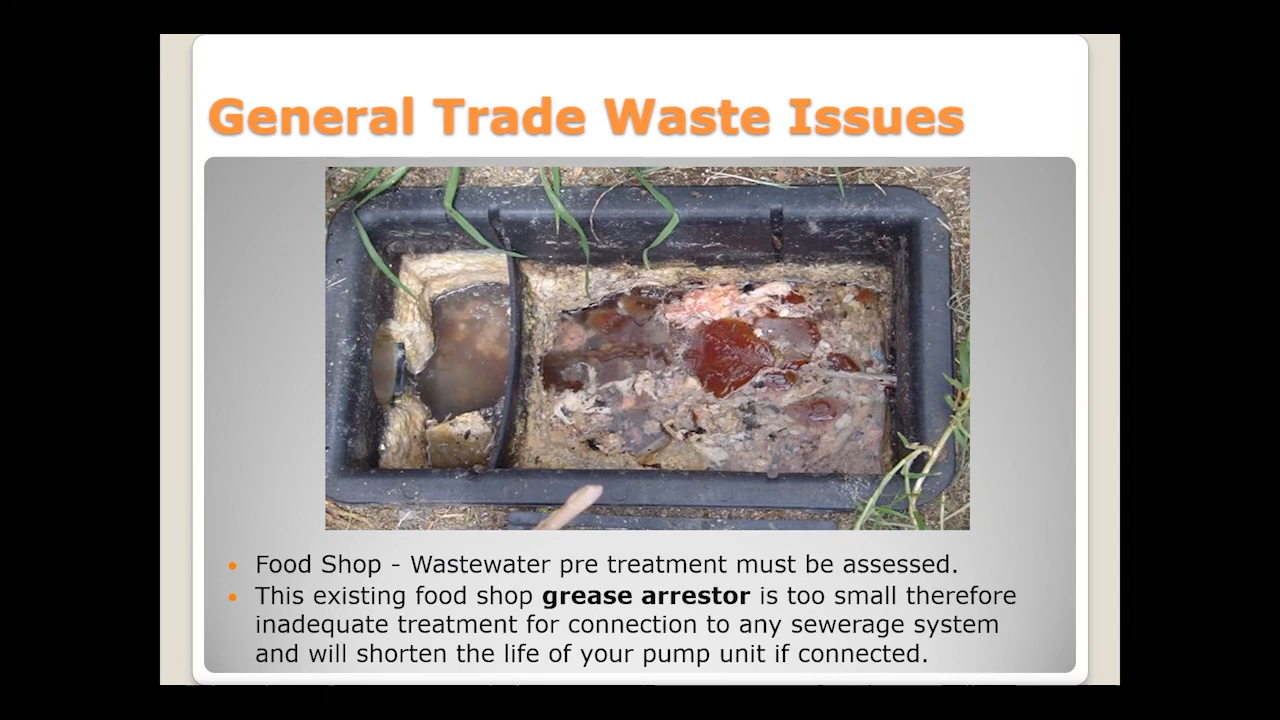 General Trade Waste Issues
• Food Shop - Wastewater pre treatment must be assessed.
• This existing food shop grease arrestor is too small therefore
inadequate treatment for connection to any sewerage system
and will shorten the life of your pump unit if connected.